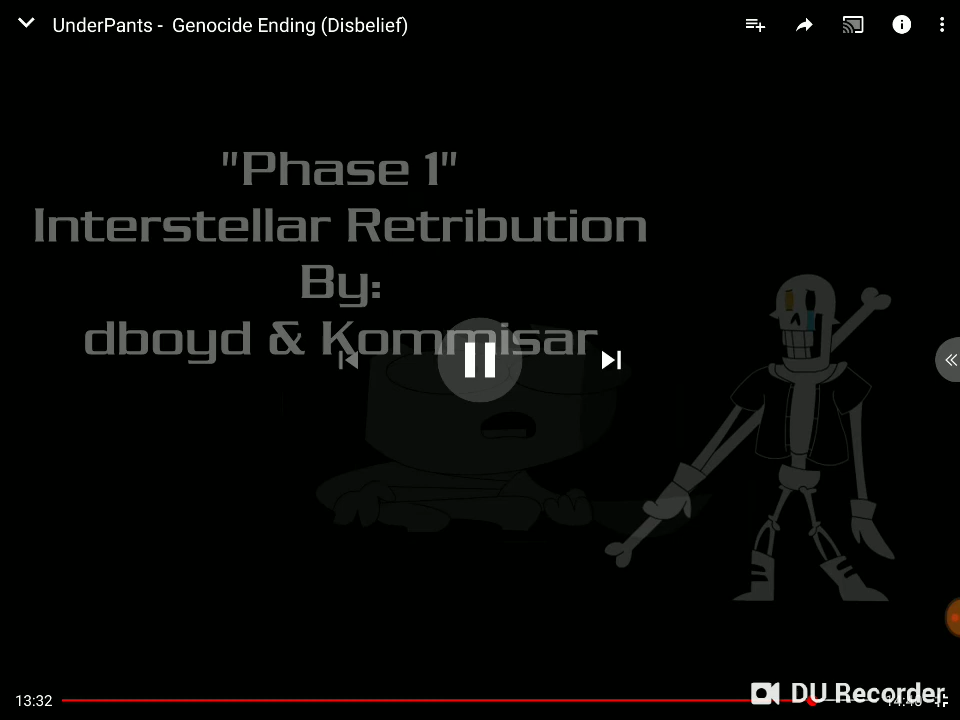 UnderPants -  Genocide Ending (Disbelief)
"Phase 1"
Interstellar Retribution
By:
dboyd & Kommisar
13:32
DU Recorder